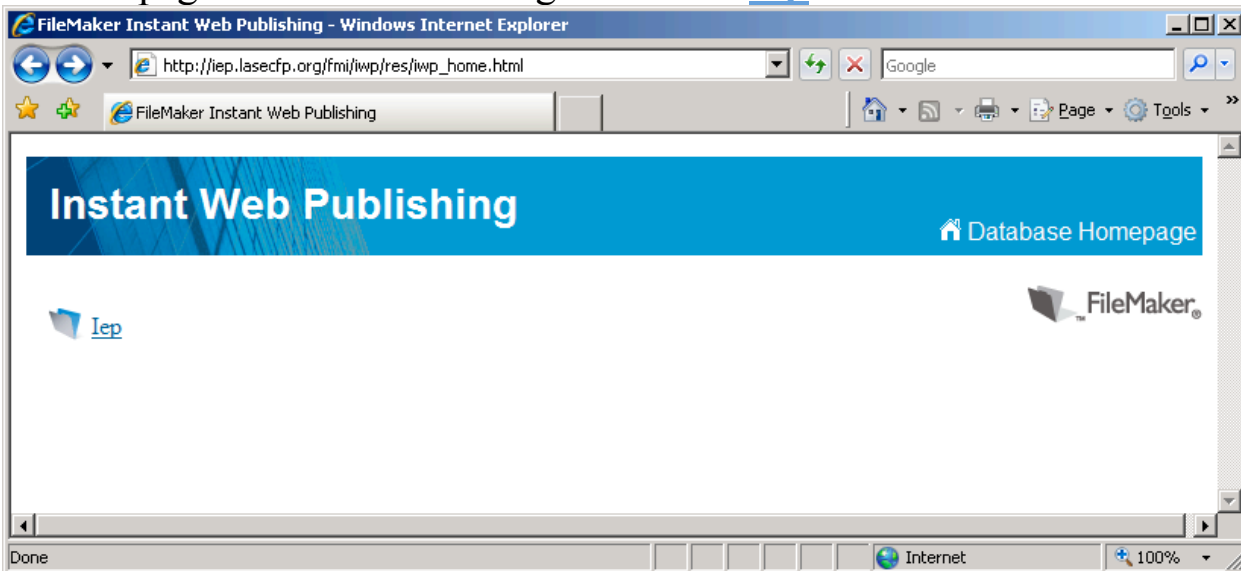 FileMaker Instant Web Publishing - Windows Internet Explorer
http://iep.lasecfp.org/fmi/iwp/res/iwp_home.html
Google
FileMaker Instant Web Publishing
Page
Tools
Instant Web Publishing
Database Homepage
FileMaker®
Iep
Done
Internet
100%